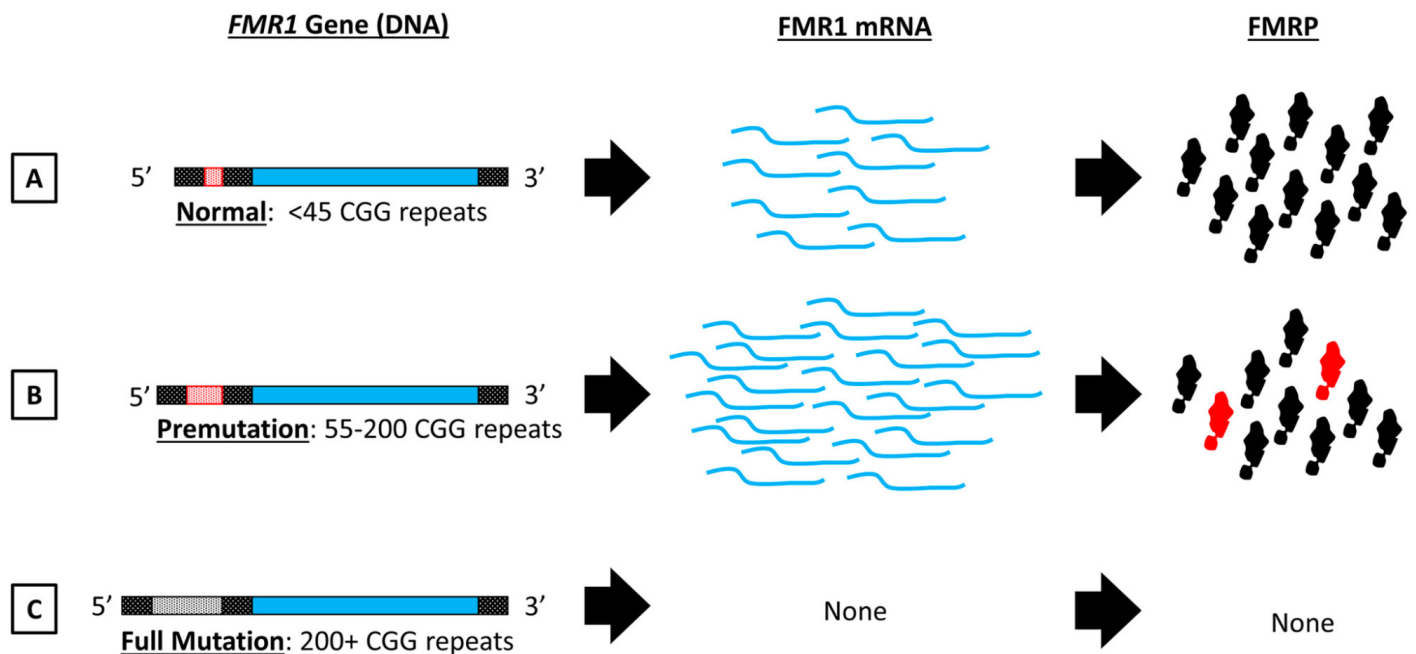 FMR1 Gene (DNA)
FMR1 mRNA
FMRP
A
5’
3’
Normal: <45 CGG repeats
B
5’
3’
Premutation: 55-200 CGG repeats
C
5’
3’
None
None
Full Mutation: 200+ CGG repeats